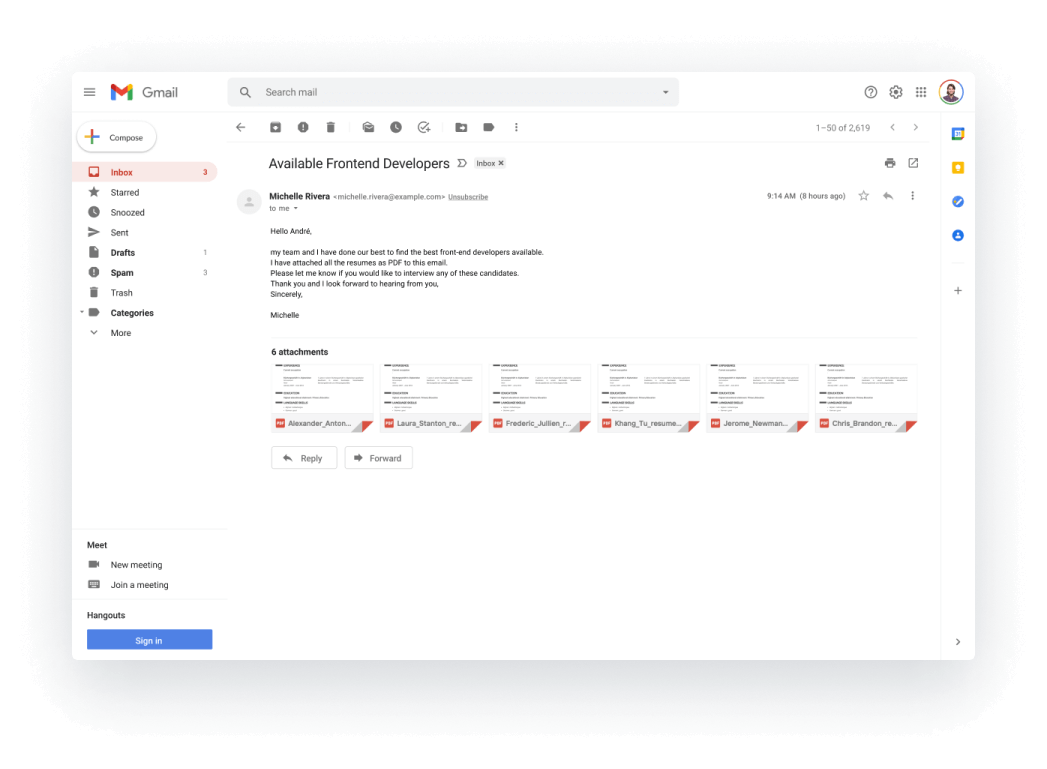 Gmail
Search mail
Compose
1–50 of 2,619
31
Available Frontend Developers
Inbox ×
Inbox 3
Starred
Snoozed
Sent
Drafts 1
Spam 3
Trash
Categories
More
Michelle Rivera <michelle.rivera@example.com> Unsubscribe
9:14 AM (8 hours ago)
to me
Hello André,
my team and I have done our best to find the best front-end developers available.
I have attached all the resumes as PDF to this email.
Please let me know if you would like to interview any of these candidates.
Thank you and I look forward to hearing from you,
Sincerely,
Michelle
6 attachments
PDF Alexander_Anton...
PDF Laura_Stanton_re...
PDF Frederic_Jullien_r...
PDF Khang_Tu_resume...
PDF Jerome_Newman...
PDF Chris_Brandon_re...
Reply
Forward
Meet
New meeting
Join a meeting
Hangouts
Sign in